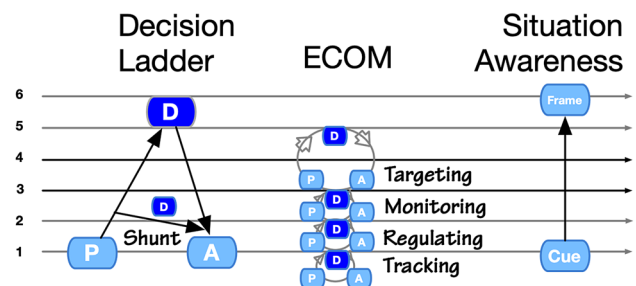 Decision
Ladder
ECOM
Situation
Awareness
6
Frame
D
5
D
4
P
A
Targeting
3
D
D
P
A
Monitoring
2
D
Shunt
P
A
Regulating
1
P
A
D
Cue
Tracking
P
A